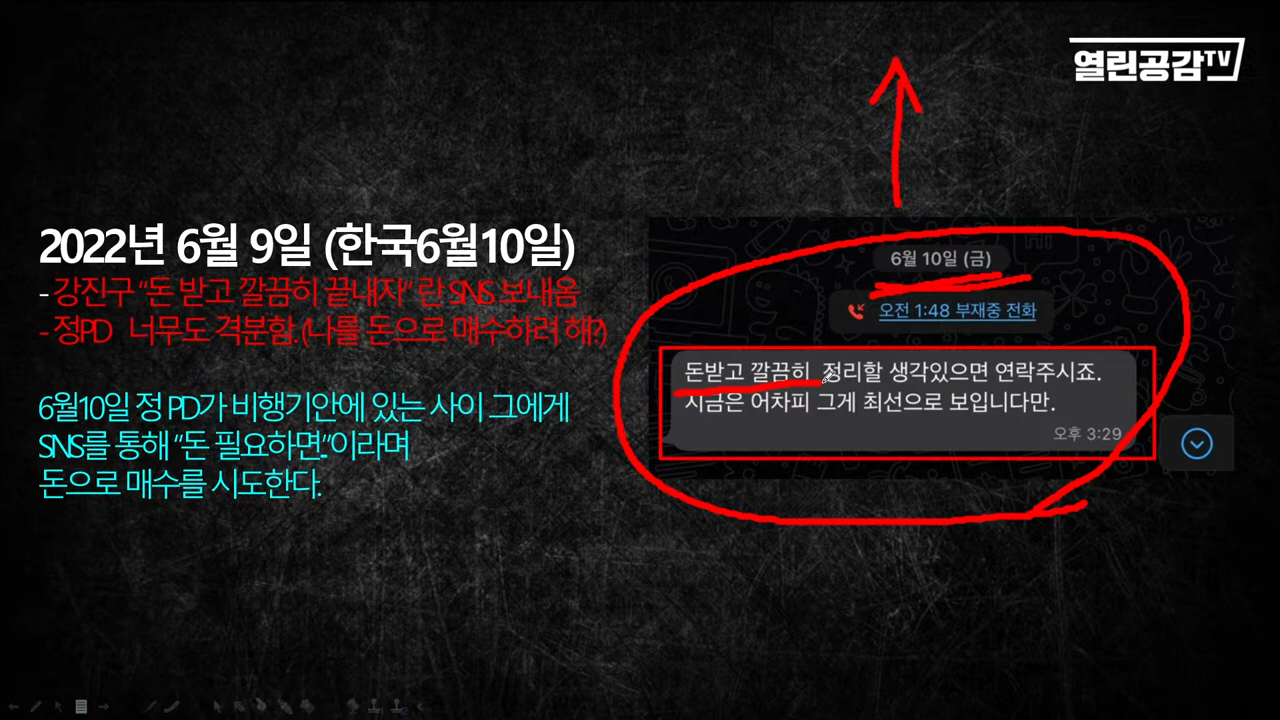 열린공감TV
2022년 6월 9일 (한국6월10일)
- 강진구 “돈 받고 깔끔히 끝내자” 란 SNS 보내옴
- 정PD 너무도 격분함. (나를 돈으로 매수하려 해?)
6월10일 정 PD가 비행기안에 있는 사이 그에게
SNS를 통해 “돈 필요하면..”이라며
돈으로 매수를 시도한다.
6월 10일 (금)
오전 1:48 부재중 전화
돈받고 깔끔히 정리할 생각있으면 연락주시죠.
지금은 어차피 그게 최선으로 보입니다만.
오후 3:29